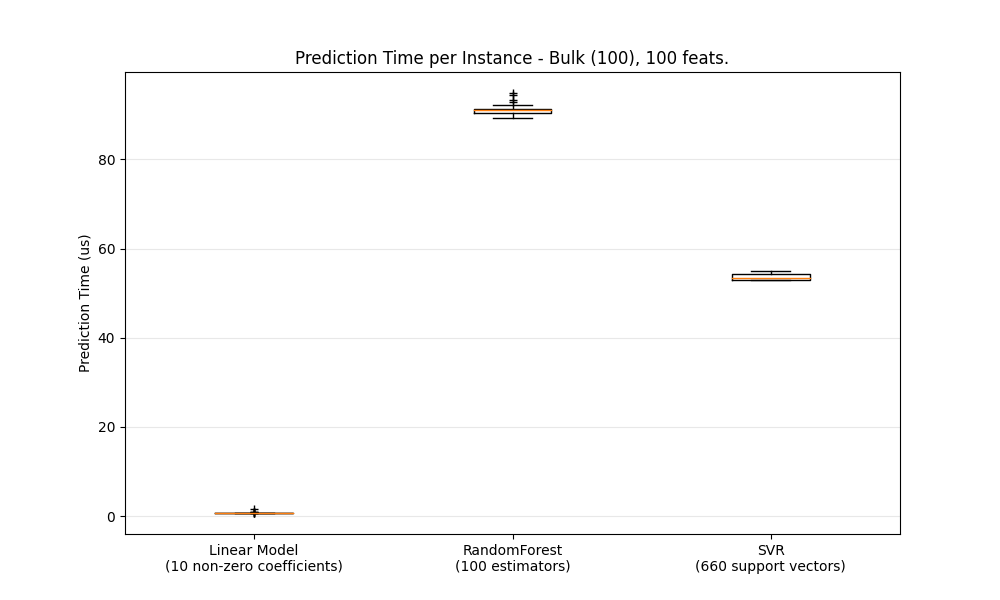 Prediction Time per Instance - Bulk (100), 100 feats.
Prediction Time (us)
80
60
40
20
0
Linear Model
(10 non-zero coefficients)
RandomForest
(100 estimators)
SVR
(660 support vectors)